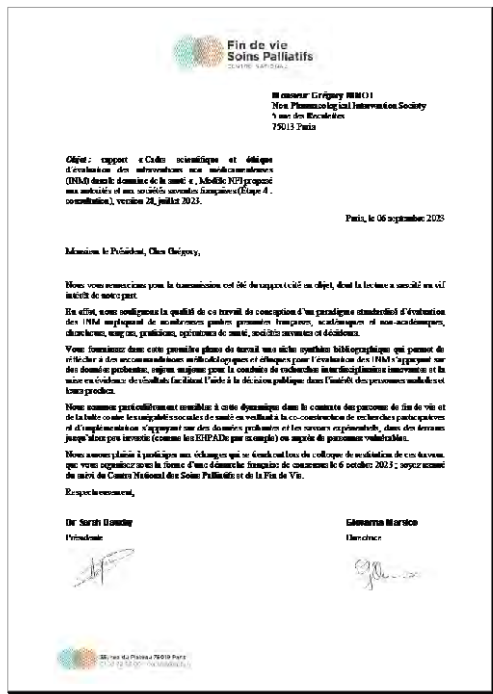 Fin de vie
Soins Palliatifs
CENTRE NATIONAL
Monsieur Grégory NINOT
Non Pharmacological Intervention Society
5 rue des Recolettes
75013 Paris
Objet : rapport « Cadre scientifique et éthique
d'évaluation des interventions non médicamenteuses
(INM) dans le domaine de la santé », Modèle NPI proposé
aux autorités et aux sociétés savantes françaises (Étape 4 :
consultation), version 28, juillet 2023.
Paris, le 06 septembre 2023
Monsieur le Président, Cher Grégory,
Nous vous remercions pour la transmission cet été du rapport cité en objet, dont la lecture a suscité un vif
intérêt de notre part.
En effet, nous soulignons la qualité de ce travail de conception d'un paradigme standardisé d'évaluation
des INM impliquant de nombreuses parties prenantes françaises, académiques et non-académiques,
chercheurs, usagers, praticiens, opérateurs de santé, sociétés savantes et décideurs.
Vous fournissez dans cette première phase de travail une riche synthèse bibliographique qui permet de
réfléchir à des recommandations méthodologiques et éthiques pour l'évaluation des INM s'appuyant sur
des données probantes, enjeu majeur pour la conduite de recherches interdisciplinaires innovantes et la
mise en évidence de résultats facilitant l'aide à la décision publique dans l'intérêt des personnes malades et
leurs proches.
Nous sommes particulièrement sensibles à cette dynamique dans le contexte des parcours de fin de vie et
de la lutte contre les inégalités sociales de santé en veillant à la co-construction de recherches participatives
et d'implémentation s'appuyant sur des données probantes et les savoirs expérientiels, dans des terrains
jusqu'alors peu investis (comme les EHPADs par exemple) ou auprès de personnes vulnérables.
Nous aurons plaisir à participer aux échanges qui se tiendront lors du colloque de restitution de ces travaux
que vous organisez sous la forme d'une démarche française de consensus le 6 octobre 2023 ; soyez assuré
du suivi du Centre National des Soins Palliatifs et de la Fin de Vie.
Respectueusement,
Dr Sarah Dauchy
Giovanna Marsico
Présidente
Directrice
35, rue du Plateau 75019 Paris